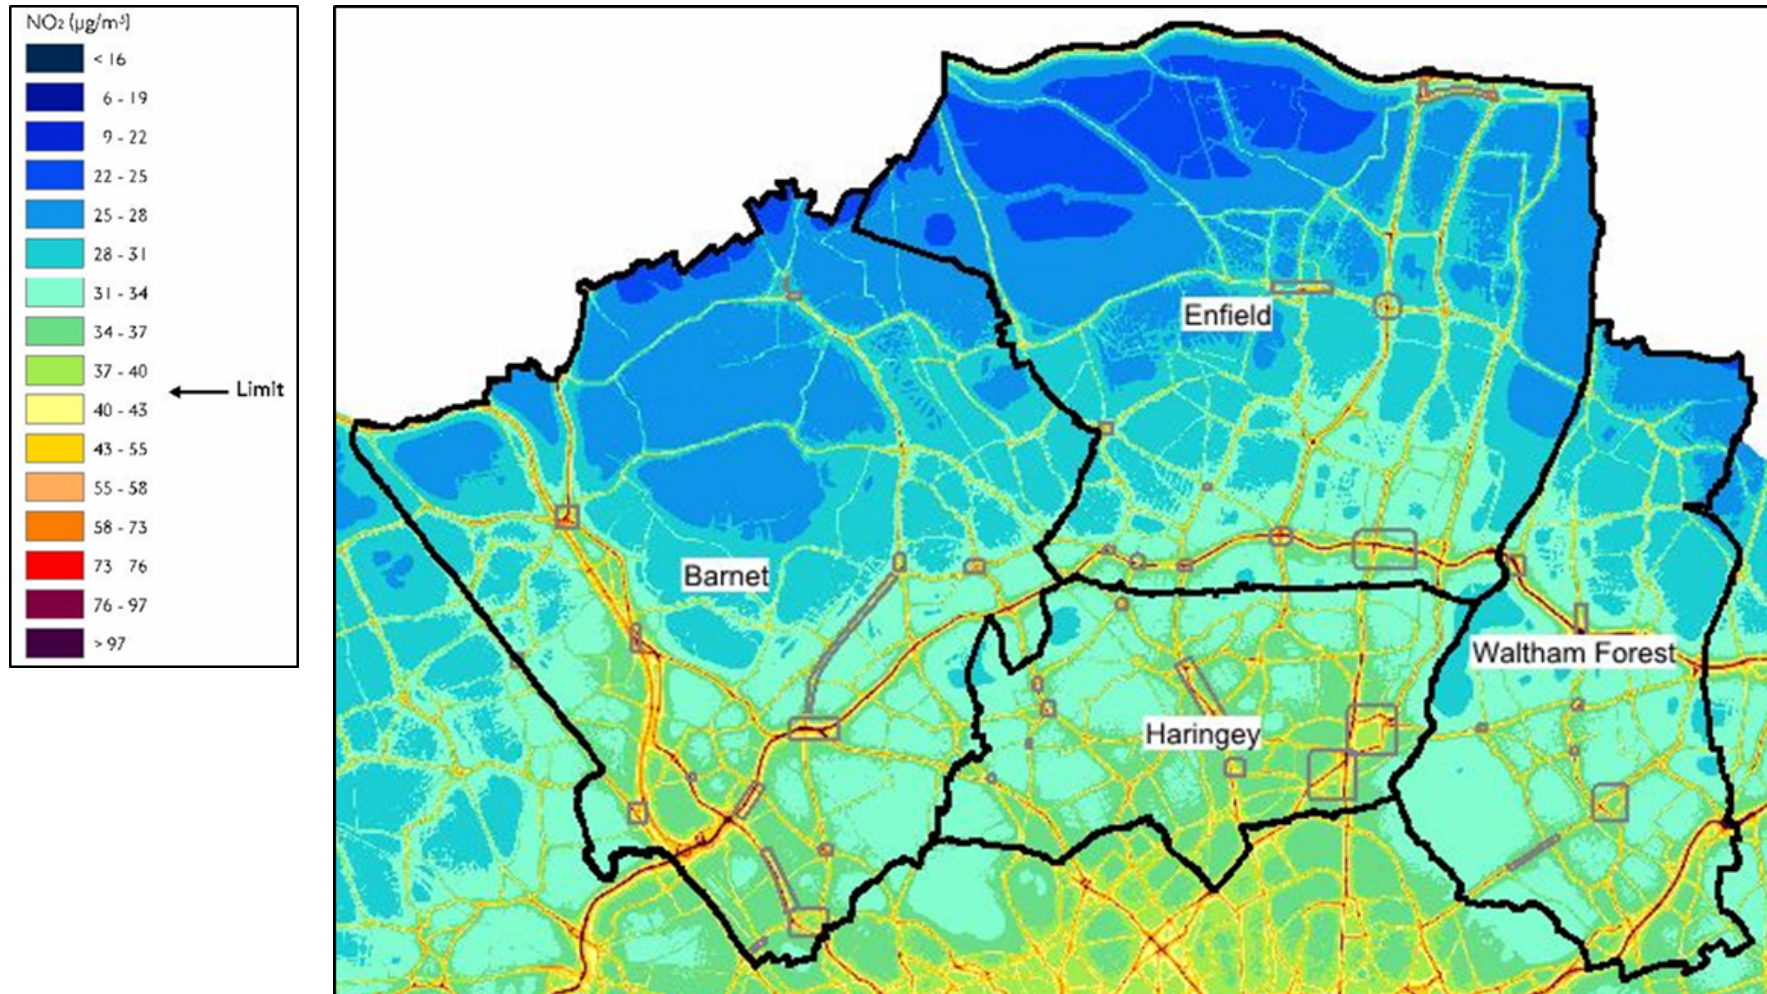 NO₂ (μg/m³)
< 16
6 - 19
9 - 22
22 - 25
25 - 28
28 - 31
31 - 34
34 - 37
37 - 40
Limit
40 - 43
43 - 55
55 - 58
58 - 73
73 76
76 - 97
> 97
Enfield
Barnet
Waltham Forest
Haringey